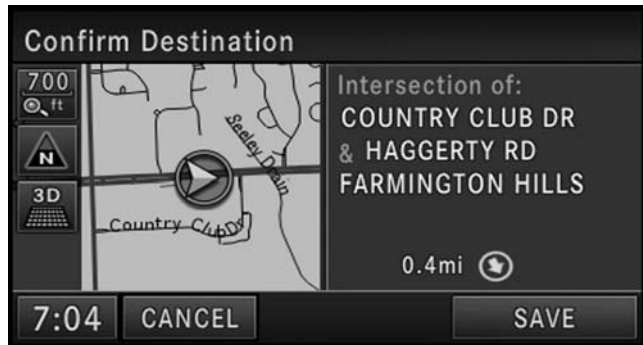 Confirm Destination
700
ft
N
3D
Seeley Drain
Country Club Dr
Intersection of:
COUNTRY CLUB DR
& HAGGERTY RD
FARMINGTON HILLS
0.4mi
7:04
CANCEL
SAVE